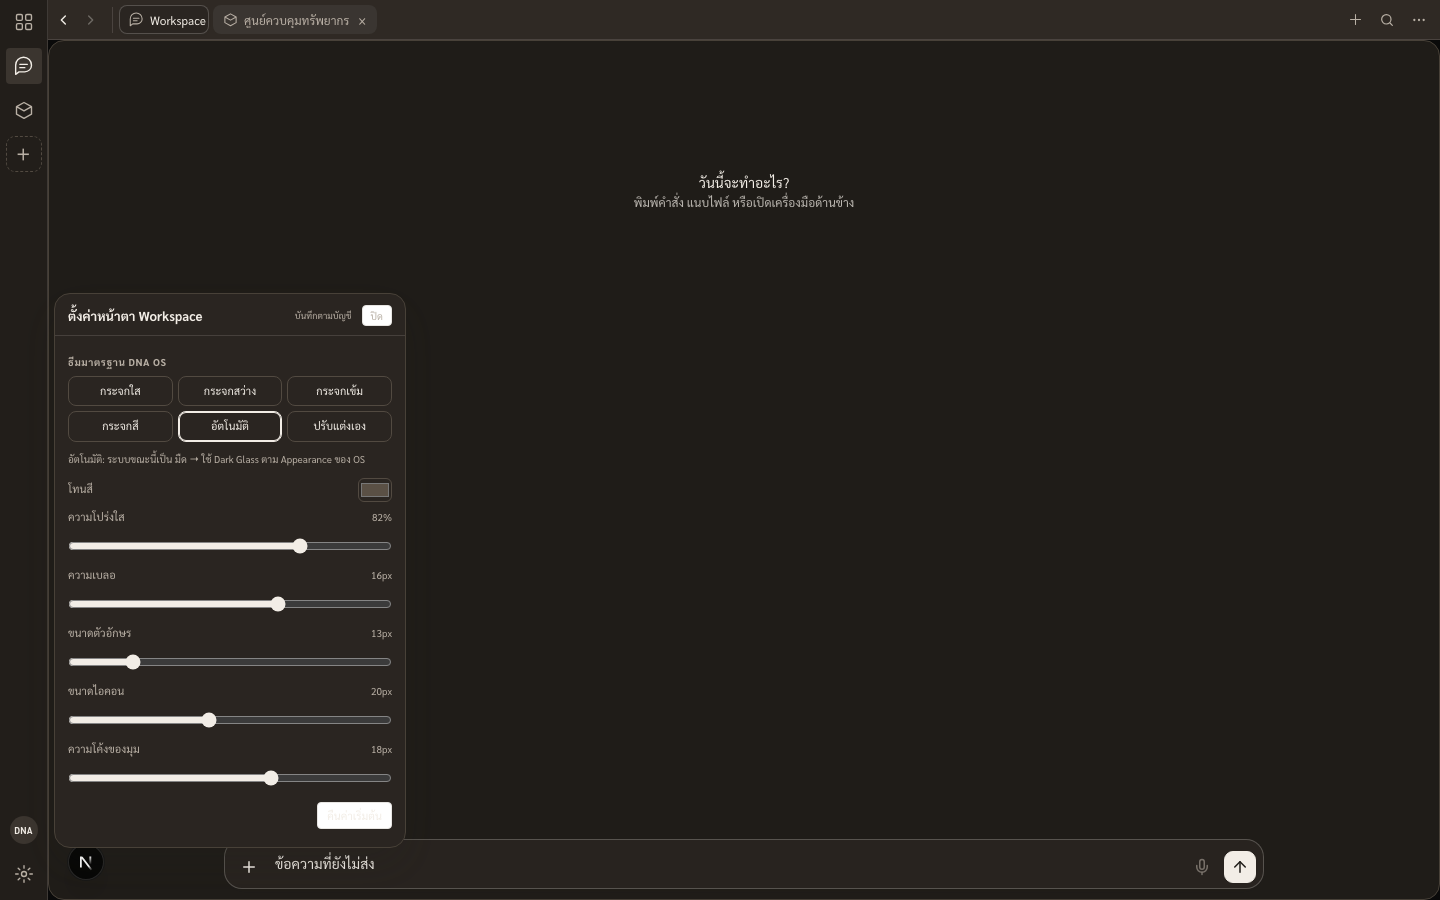 Workspace
ศูนย์ควบคุมทรัพยากร
วันนี้จะทำอะไร?
พิมพ์คำสั่ง แนบไฟล์ หรือเปิดเครื่องมือด้านข้าง
ตั้งค่าหน้าตา Workspace
บันทึกตามบัญชี
ปิด
ธีมมาตรฐาน DNA OS
กระจกใส กระจกสว่าง กระจกเข้ม
กระจกสี อัตโนมัติ ปรับแต่งเอง
อัตโนมัติ: ระบบขณะนี้เป็น มืด → ใช้ Dark Glass ตาม Appearance ของ OS
โทนสี
ความโปร่งใส 82%
ความเบลอ 16px
ขนาดตัวอักษร 13px
ขนาดไอคอน 20px
ความโค้งของมุม 18px
คืนค่าเริ่มต้น
DNA
N
ข้อความที่ยังไม่ส่ง